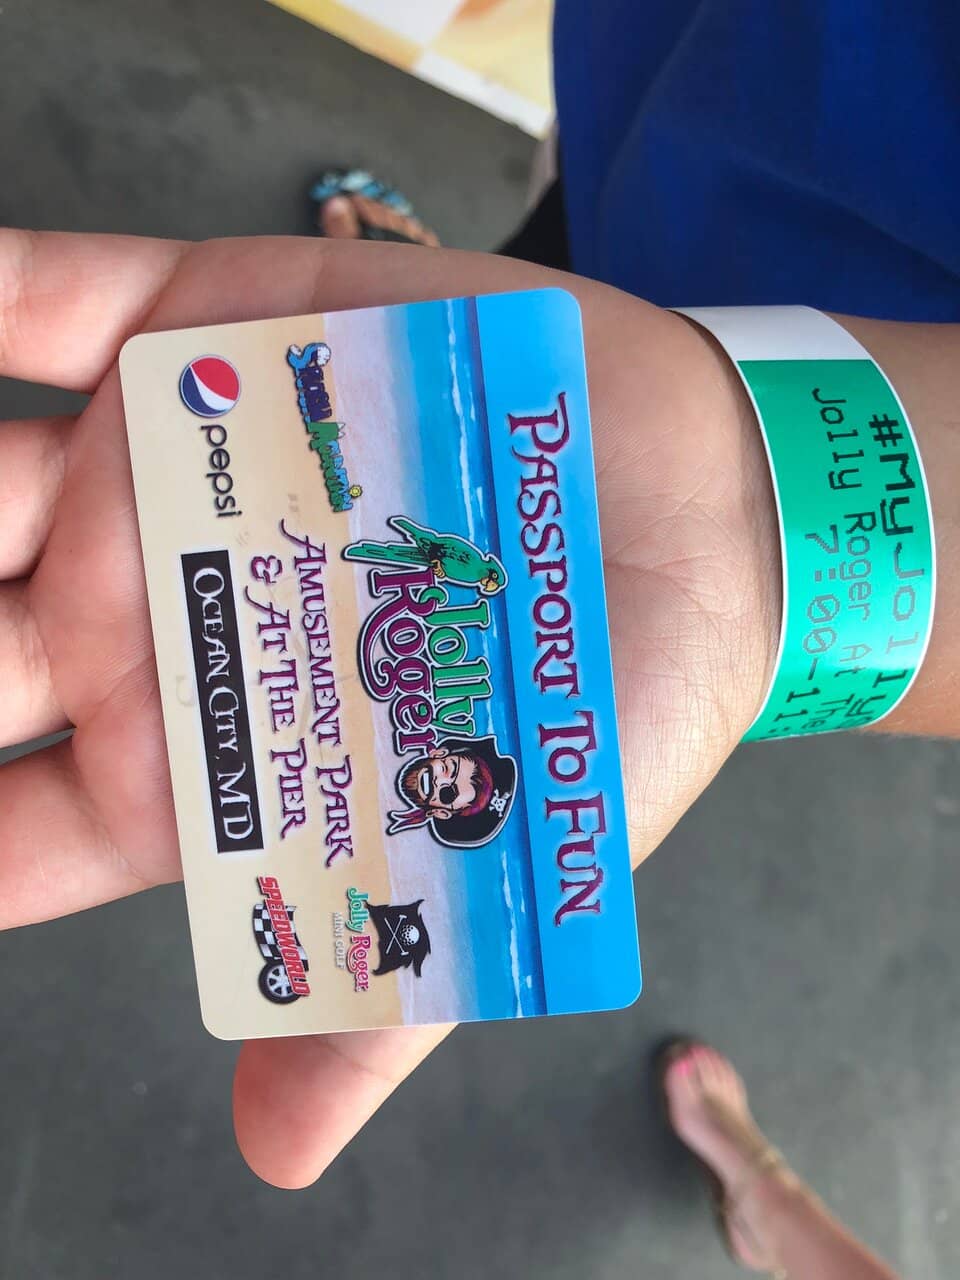 PASSPORT TO FUN
Jolly
Roger
SPLASH MOUNTAIN
AMUSEMENT PARK
& AT THE PIER
Jolly Roger
MINI GOLF
pepsi
OCEAN CITY, MD
SPEEDWORLD
#MyJolly
Jolly Roger At The
7:00-11: